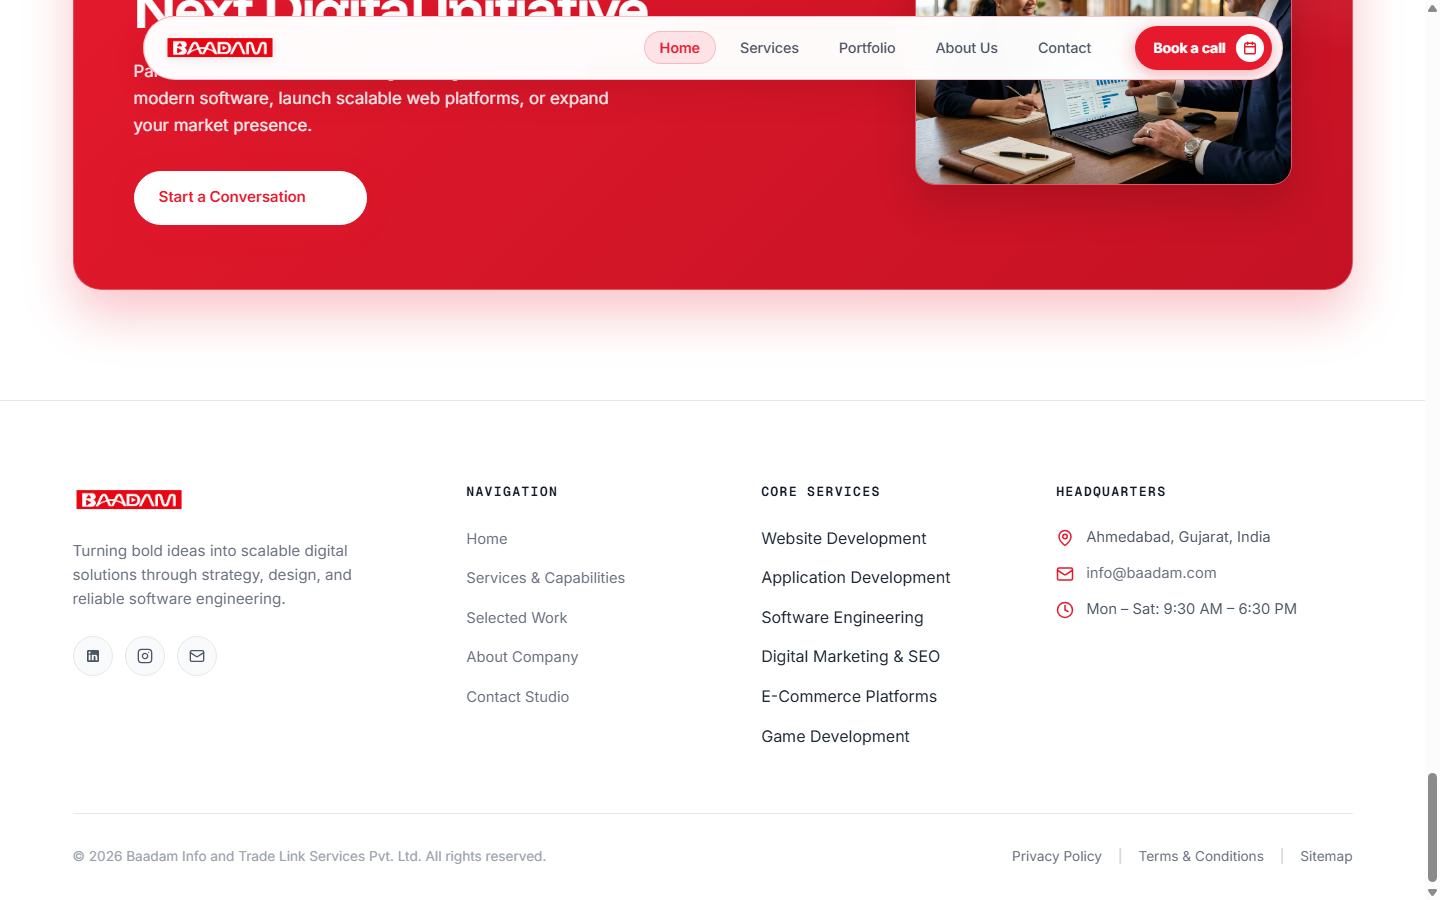 Next Digital Initiative
BAADAM
Home
Services
Portfolio
About Us
Contact
Book a call
modern software, launch scalable web platforms, or expand
your market presence.
Start a Conversation
BAADAM
Turning bold ideas into scalable digital
solutions through strategy, design, and
reliable software engineering.
NAVIGATION
Home
Services & Capabilities
Selected Work
About Company
Contact Studio
CORE SERVICES
Website Development
Application Development
Software Engineering
Digital Marketing & SEO
E-Commerce Platforms
Game Development
HEADQUARTERS
Ahmedabad, Gujarat, India
info@baadam.com
Mon – Sat: 9:30 AM – 6:30 PM
© 2026 Baadam Info and Trade Link Services Pvt. Ltd. All rights reserved.
Privacy Policy
Terms & Conditions
Sitemap